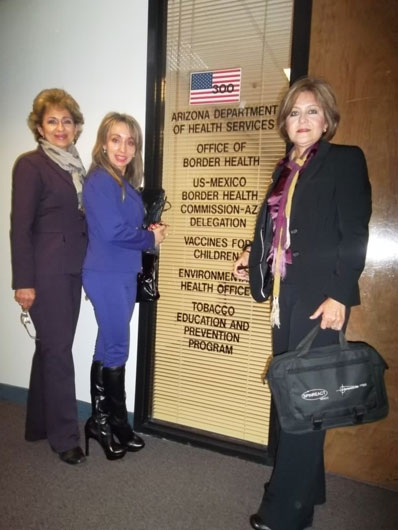 300
ARIZONA DEPARTMENT
OF HEALTH SERVICES
OFFICE OF
BORDER HEALTH
US-MEXICO
BORDER HEALTH
COMMISSION-AZ
DELEGATION
VACCINES FOR
CHILDREN
ENVIRONMENTAL
HEALTH OFFICE
TOBACCO
EDUCATION AND
PREVENTION
PROGRAM
SPINREACT